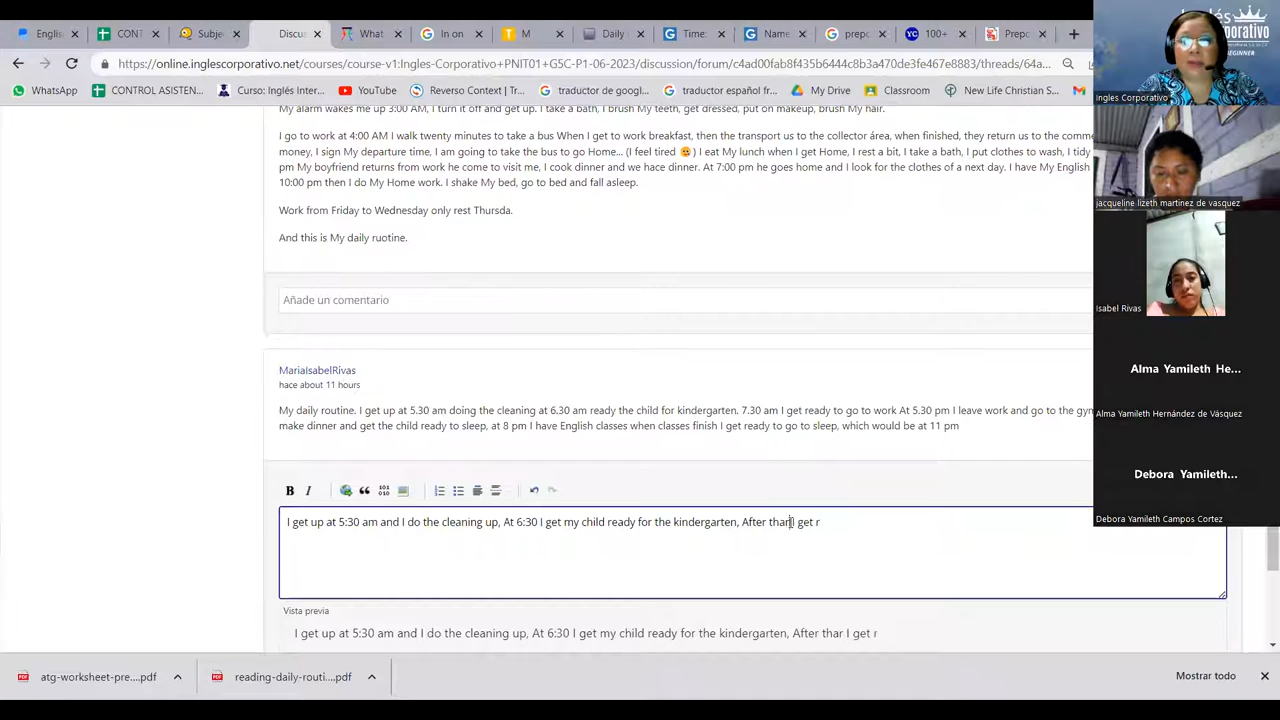 English
CONT
Subje
Discus
What
In on
M
Daily
Time:
Name
prepo
100+
Prepo
https://online.inglescorporativo.net/courses/course-v1:Ingles-Corporativo+PNIT01+G5C-P1-06-2023/discussion/forum/c4ad00fab8f435b6444c8b3a470de3fe467e8883/threads/64a...
WhatsApp
CONTROL ASISTEN...
Curso: Inglés Inter...
YouTube
Reverso Context | T...
traductor de googl...
traductor español fr...
My Drive
Classroom
New Life Christian S...
My alarm wakes me up 3:10 AM, I turn it off and get up. I take a bath, I brush My teeth, get dressed, put on makeup, brush My hair.
I go to work at 4:00 AM I walk twenty minutes to take a bus When I get to work breakfast, then the transport us to the collector área, when finished, they return us to the comme
money, I sign My departure time, I am going to take the bus to go Home... (I feel tired 😕 ) I eat My lunch when I get Home, I rest a bit, I take a bath, I put clothes to wash, I tidy
pm My boyfriend returns from work he come to visit me, I cook dinner and we hace dinner. At 7:00 pm he goes home and I look for the clothes of a next day. I have My English
10:00 pm then I do My Home work. I shake My bed, go to bed and fall asleep.
Work from Friday to Wednesday only rest Thursda.
And this is My daily ruotine.
Añade un comentario
MariaIsabelRivas
hace about 11 hours
My daily routine. I get up at 5.30 am doing the cleaning at 6.30 am ready the child for kindergarten. 7.30 am I get ready to go to work At 5.30 pm I leave work and go to the gym
make dinner and get the child ready to sleep, at 8 pm I have English classes when classes finish I get ready to go to sleep, which would be at 11 pm
B I
101
010
I get up at 5:30 am and I do the cleaning up, At 6:30 I get my child ready for the kindergarten, After thar I get r
Vista previa
I get up at 5:30 am and I do the cleaning up, At 6:30 I get my child ready for the kindergarten, After thar I get r
atg-worksheet-pre....pdf
reading-daily-routi....pdf
Mostrar todo
Inglés
Corporativo
BEGINNER
Ingles Corporativo
jacqueline lizeth martinez de vasquez
Isabel Rivas
Alma Yamileth He...
Alma Yamileth Hernández de Vásquez
Debora Yamileth...
Debora Yamileth Campos Cortez